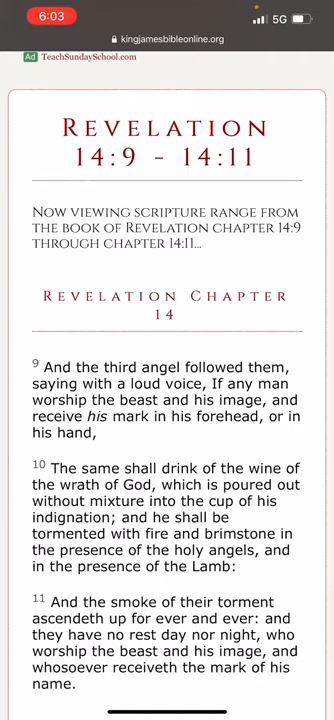 6:03
5G
kingjamesbibleonline.org
Ad TeachSundaySchool.com
Revelation
14:9 - 14:11
Now viewing scripture range from
the book of Revelation chapter 14:9
through chapter 14:11...
Revelation Chapter
14
9 And the third angel followed them,
saying with a loud voice, If any man
worship the beast and his image, and
receive his mark in his forehead, or in
his hand,
10 The same shall drink of the wine of
the wrath of God, which is poured out
without mixture into the cup of his
indignation; and he shall be
tormented with fire and brimstone in
the presence of the holy angels, and
in the presence of the Lamb:
11 And the smoke of their torment
ascendeth up for ever and ever: and
they have no rest day nor night, who
worship the beast and his image, and
whosoever receiveth the mark of his
name.